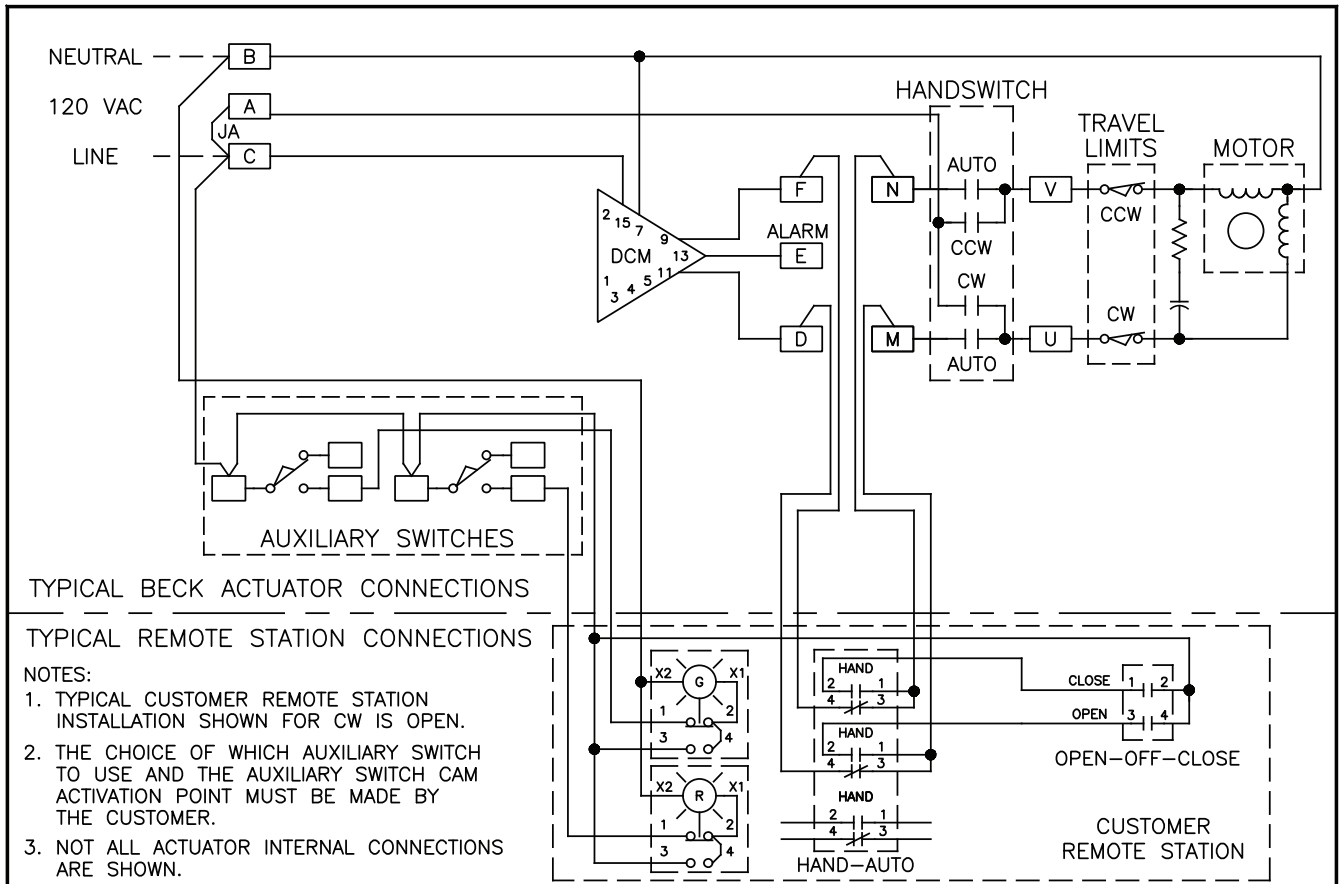 NEUTRAL
B
120 VAC
A
JA
LINE
C
HANDSWITCH
TRAVEL
LIMITS
MOTOR
AUTO
F
N
V
CCW
ALARM
E
CCW
CW
CW
D
M
U
AUTO
2
15
7
9
DCM
13
11
5
4
3
1
AUXILIARY SWITCHES
TYPICAL BECK ACTUATOR CONNECTIONS
TYPICAL REMOTE STATION CONNECTIONS
NOTES:
1. TYPICAL CUSTOMER REMOTE STATION
INSTALLATION SHOWN FOR CW IS OPEN.
2. THE CHOICE OF WHICH AUXILIARY SWITCH
TO USE AND THE AUXILIARY SWITCH CAM
ACTIVATION POINT MUST BE MADE BY
THE CUSTOMER.
3. NOT ALL ACTUATOR INTERNAL CONNECTIONS
ARE SHOWN.
X2
G
X1
1
2
3
4
X2
R
X1
1
2
3
4
HAND
2
1
4
3
HAND
2
1
4
3
HAND
2
1
4
3
HAND-AUTO
CLOSE
1
2
OPEN
3
4
OPEN-OFF-CLOSE
CUSTOMER
REMOTE STATION